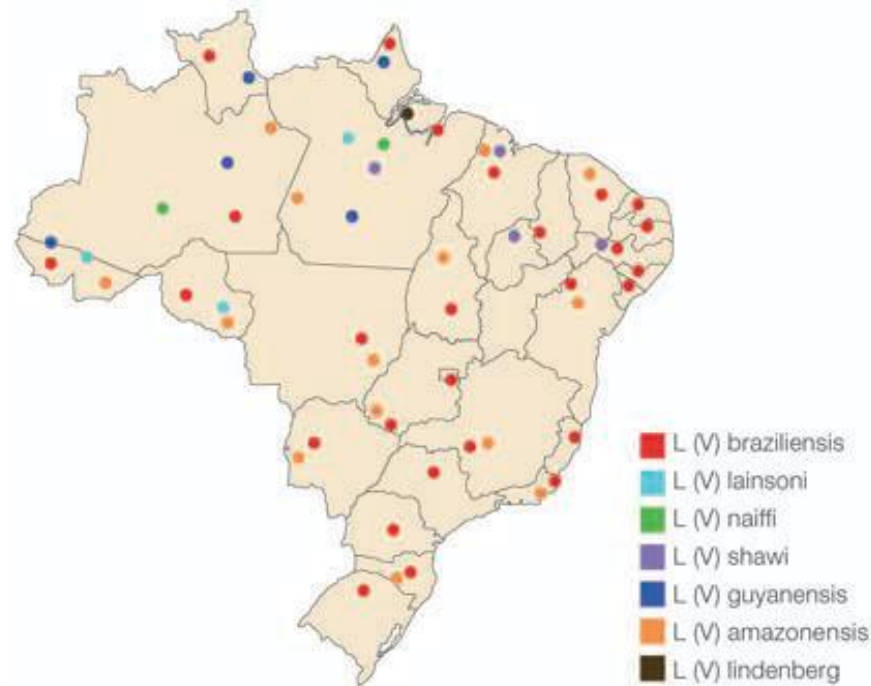 L (V) braziliensis
L (V) lainsoni
L (V) naiffi
L (V) shawi
L (V) guyanensis
L (V) amazonensis
L (V) lindenberg